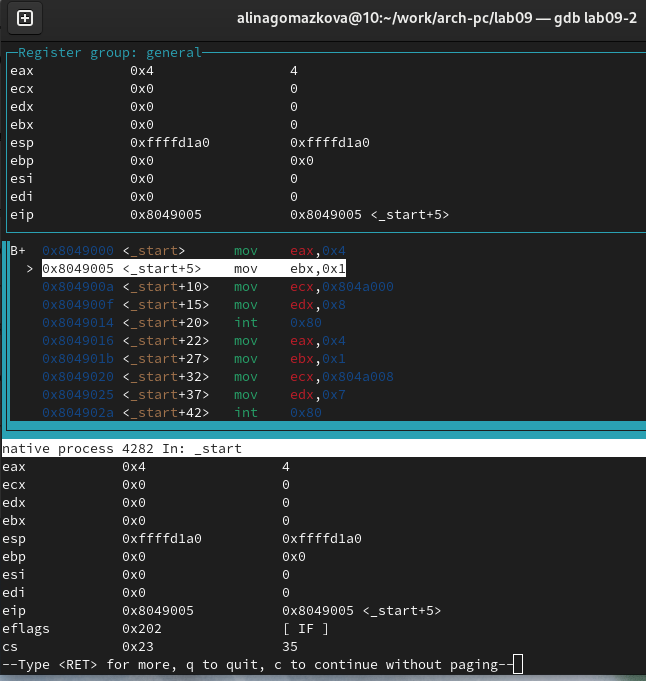 alinagomazkova@10:~/work/arch-pc/lab09 — gdb lab09-2
Register group: general
eax 0x4 4
ecx 0x0 0
edx 0x0 0
ebx 0x0 0
esp 0xffffd1a0 0xffffd1a0
ebp 0x0 0x0
esi 0x0 0
edi 0x0 0
eip 0x8049005 0x8049005 <_start+5>
B+ 0x8049000 <_start> mov eax,0x4
> 0x8049005 <_start+5> mov ebx,0x1
0x804900a <_start+10> mov ecx,0x804a000
0x804900f <_start+15> mov edx,0x8
0x8049014 <_start+20> int 0x80
0x8049016 <_start+22> mov eax,0x4
0x804901b <_start+27> mov ebx,0x1
0x8049020 <_start+32> mov ecx,0x804a008
0x8049025 <_start+37> mov edx,0x7
0x804902a <_start+42> int 0x80
native process 4282 In: _start
eax 0x4 4
ecx 0x0 0
edx 0x0 0
ebx 0x0 0
esp 0xffffd1a0 0xffffd1a0
ebp 0x0 0x0
esi 0x0 0
edi 0x0 0
eip 0x8049005 0x8049005 <_start+5>
eflags 0x202 [ IF ]
cs 0x23 35
--Type <RET> for more, q to quit, c to continue without paging--